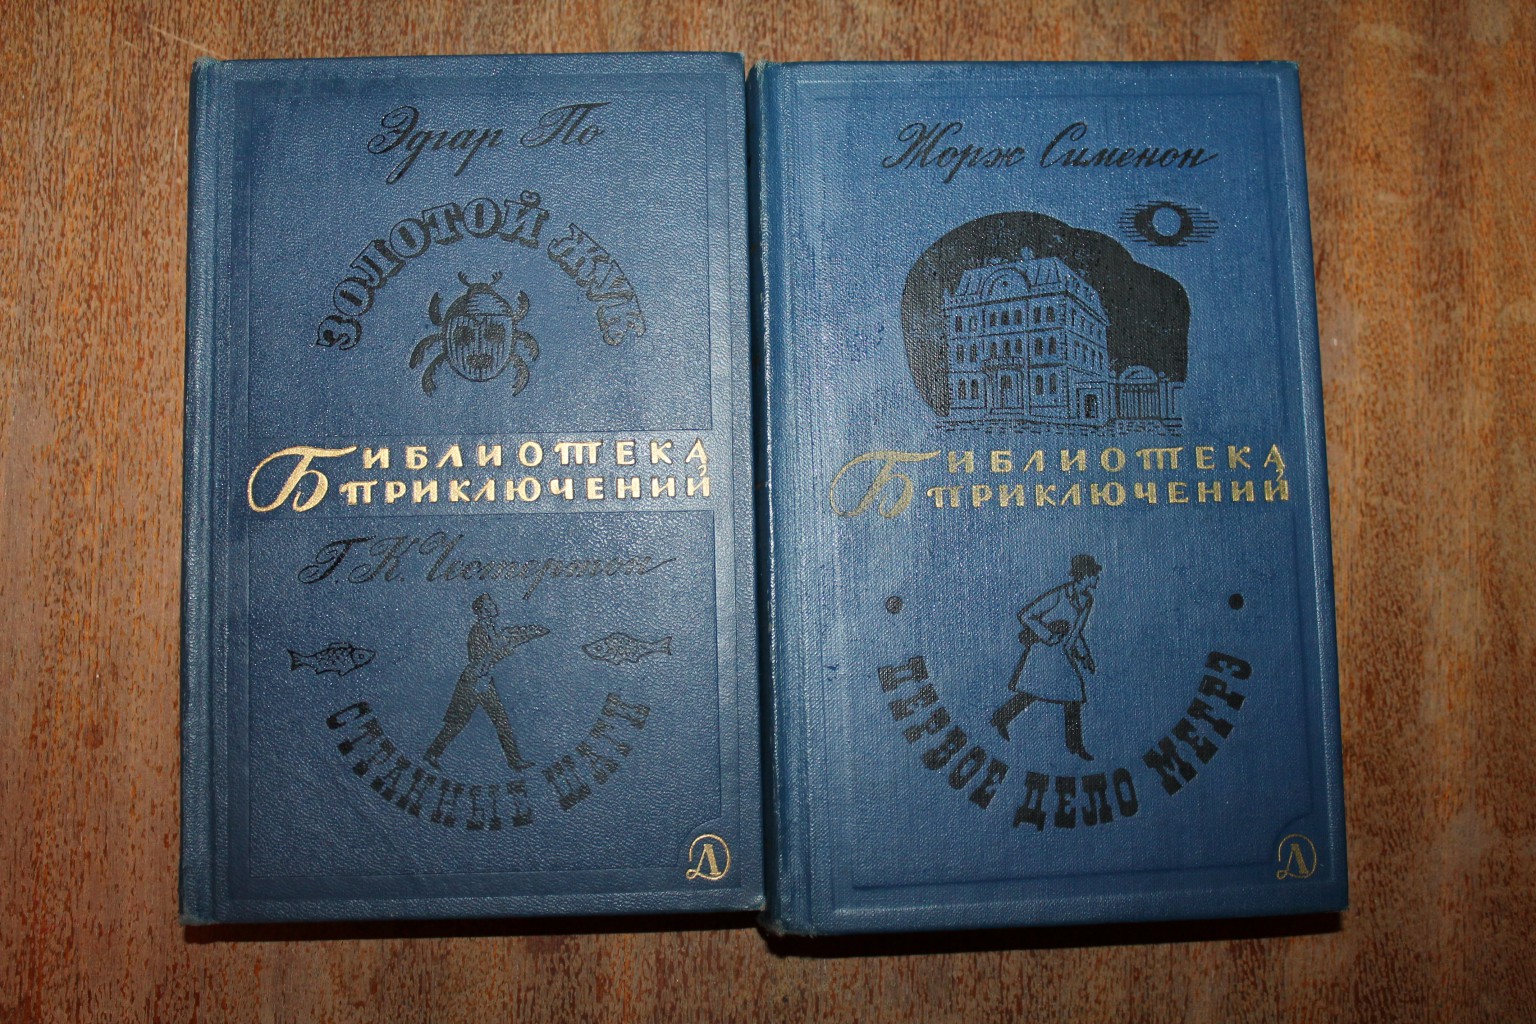 Эдгар По
ЗОЛОТОЙ ЖУК
БИБЛИОТЕКА
ПРИКЛЮЧЕНИЙ
Г. К. Честертон
СТРАННЫЕ ШАГИ
Д
Жорж Сименон
БИБЛИОТЕКА
ПРИКЛЮЧЕНИЙ
ПЕРВОЕ ДЕЛО МЕГРЭ
Д